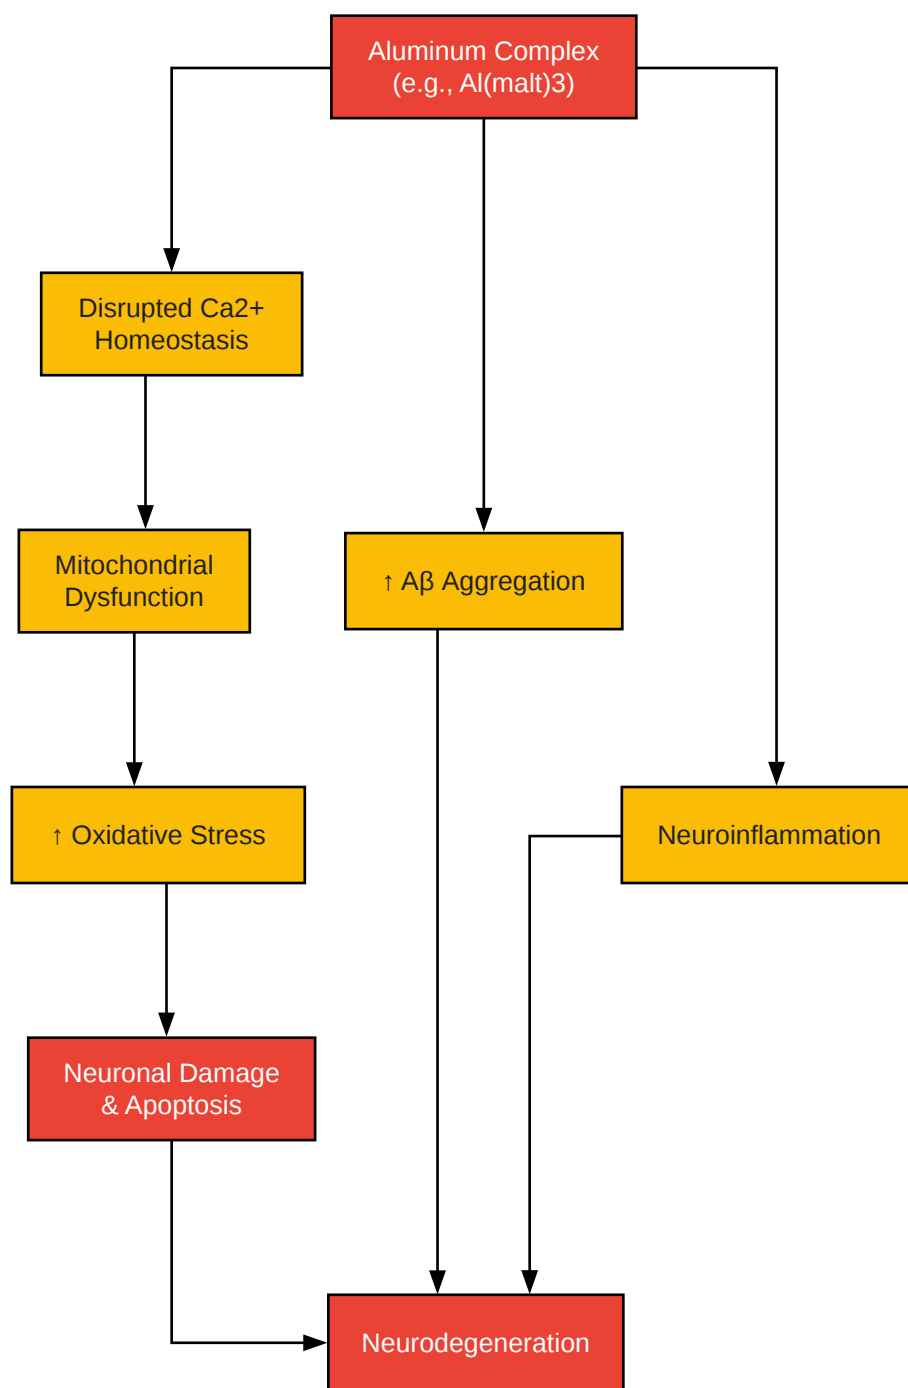 Aluminum Complex
(e.g., Al(malt)3)
Disrupted Ca2+
Homeostasis
Mitochondrial
Dysfunction
↑ Aβ Aggregation
↑ Oxidative Stress
Neuroinflammation
Neuronal Damage
& Apoptosis
Neurodegeneration